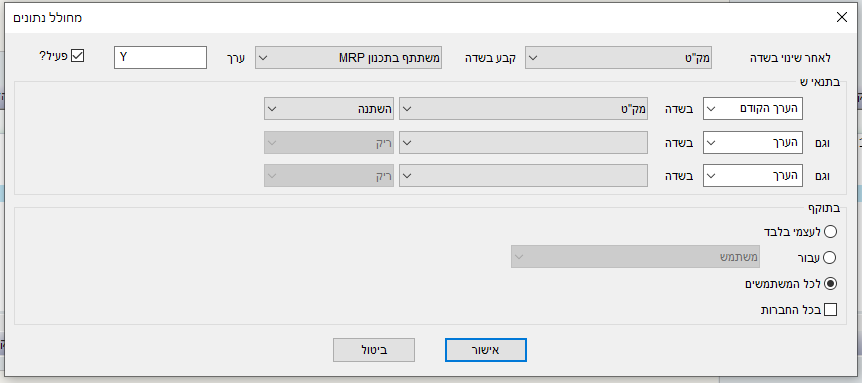 מחולל נתונים
לאחר שינוי בשדה מק"ט קבע בשדה משתתף בתכנון MRP ערך Y פעיל?
בתנאי ש
הערך הקודם בשדה מק"ט השתנה
וגם הערך בשדה ריק
וגם הערך בשדה ריק
בתוקף
לעצמי בלבד
עבור משתמש
לכל המשתמשים
בכל החברות
אישור ביטול